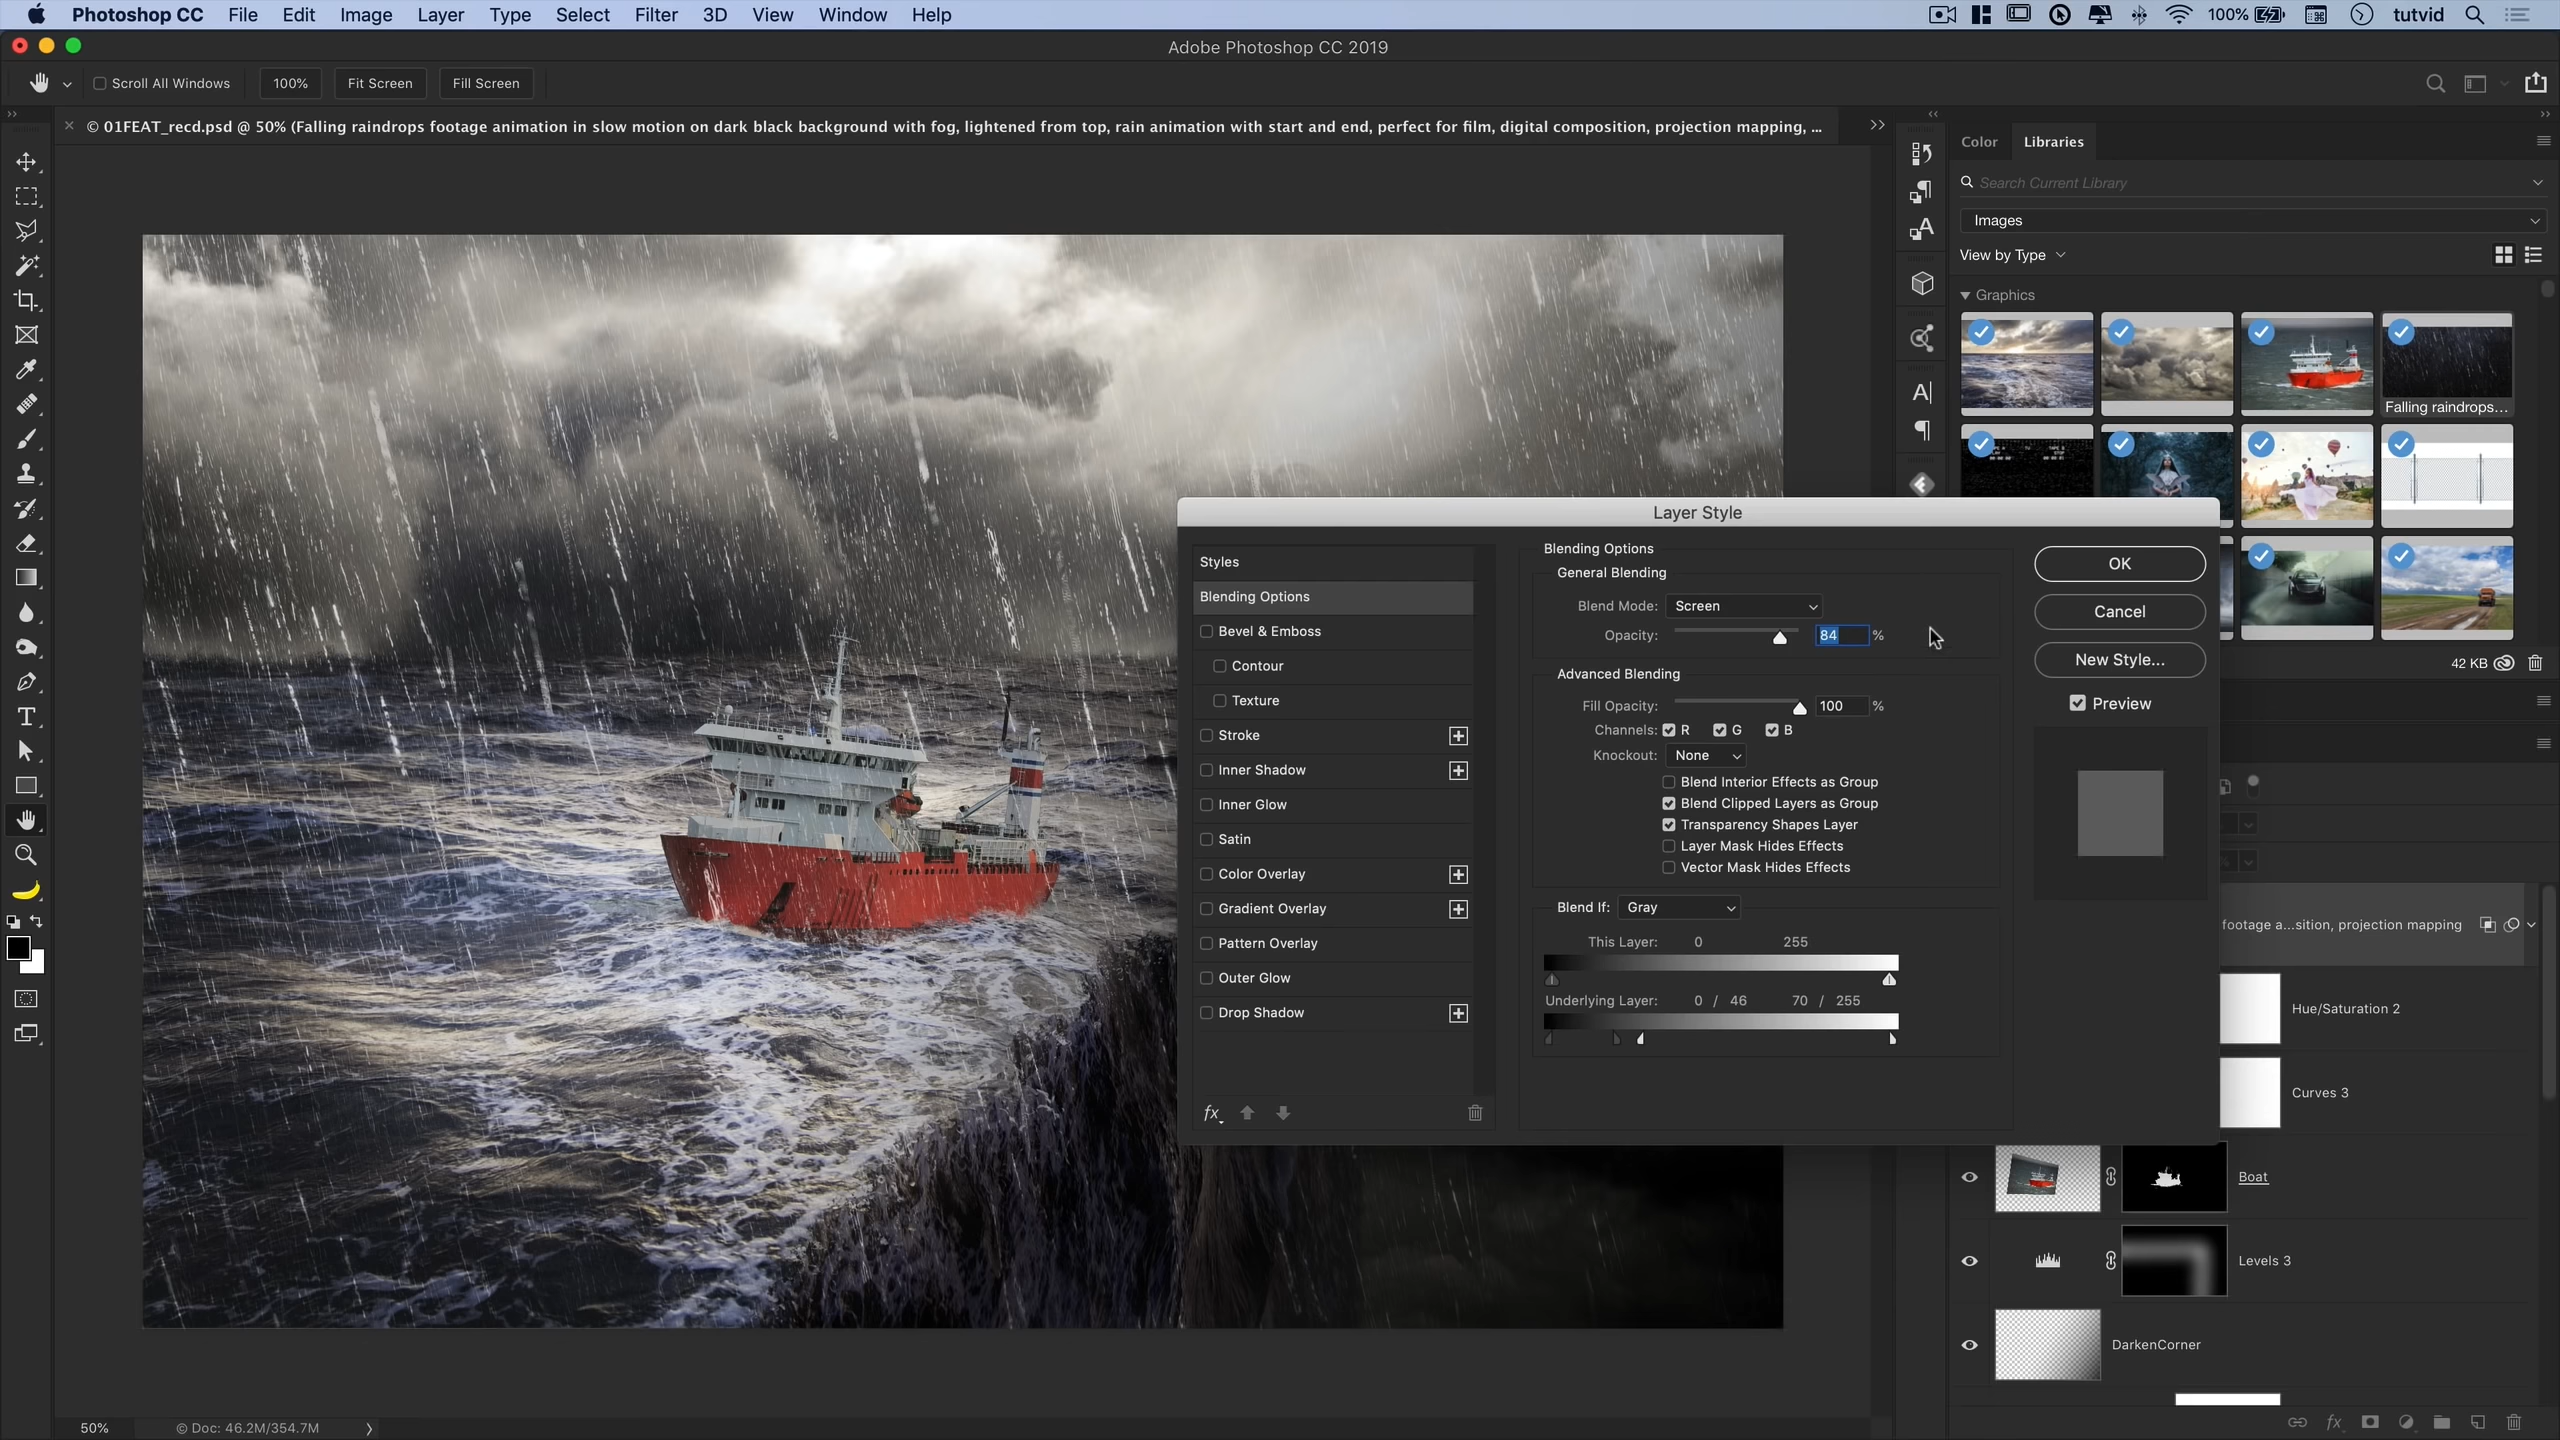 Photoshop CC File Edit Image Layer Type Select Filter 3D View Window Help 100% tutvid
Adobe Photoshop CC 2019
Scroll All Windows 100% Fit Screen Fill Screen
© 01FEAT_recd.psd @ 50% (Falling raindrops footage animation in slow motion on dark black background with fog, lightened from top, rain animation with start and end, perfect for film, digital composition, projection mapping, ...
Color Libraries
Search Current Library
Images
View by Type
Graphics
Falling raindrops...
Layer Style
Styles
Blending Options
Bevel & Emboss
Contour
Texture
Stroke
Inner Shadow
Inner Glow
Satin
Color Overlay
Gradient Overlay
Pattern Overlay
Outer Glow
Drop Shadow
fx
Blending Options
General Blending
Blend Mode: Screen
Opacity: 84 %
Advanced Blending
Fill Opacity: 100 %
Channels: R G B
Knockout: None
Blend Interior Effects as Group
Blend Clipped Layers as Group
Transparency Shapes Layer
Layer Mask Hides Effects
Vector Mask Hides Effects
Blend If: Gray
This Layer: 0 255
Underlying Layer: 0 / 46 70 / 255
OK
Cancel
New Style...
Preview
42 KB
footage a...sition, projection mapping
Hue/Saturation 2
Curves 3
Boat
Levels 3
DarkenCorner
50% © Doc: 46.2M/354.7M
fx